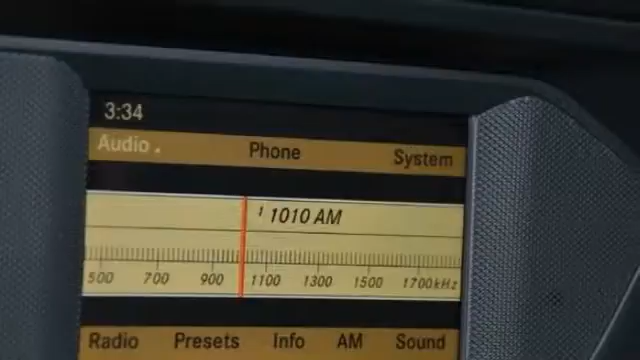 3:34
Audio. Phone System
1 1010 AM
500 700 900 1100 1300 1500 1700kHz
Radio Presets Info AM Sound